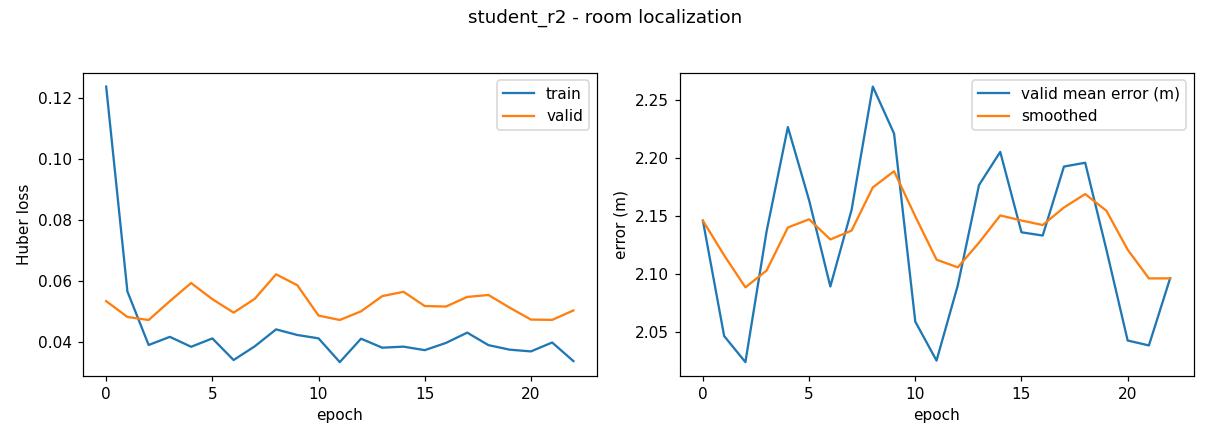 student_r2 - room localization
Huber loss
0.12
0.10
0.08
0.06
0.04
0
5
10
15
20
epoch
train
valid
error (m)
2.25
2.20
2.15
2.10
2.05
0
5
10
15
20
epoch
valid mean error (m)
smoothed